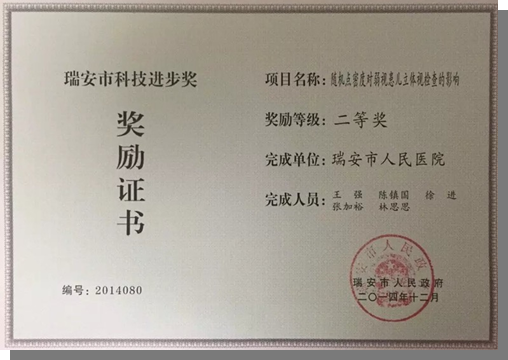 瑞安市科技进步奖
奖励证书
编号：2014080
项目名称：随机点密度对弱视患儿立体视检查的影响
奖励等级：二等奖
完成单位：瑞安市人民医院
完成人员：王强 陈镇国 徐进
张加裕 林思思
瑞安市人民政府
二〇一四年十二月